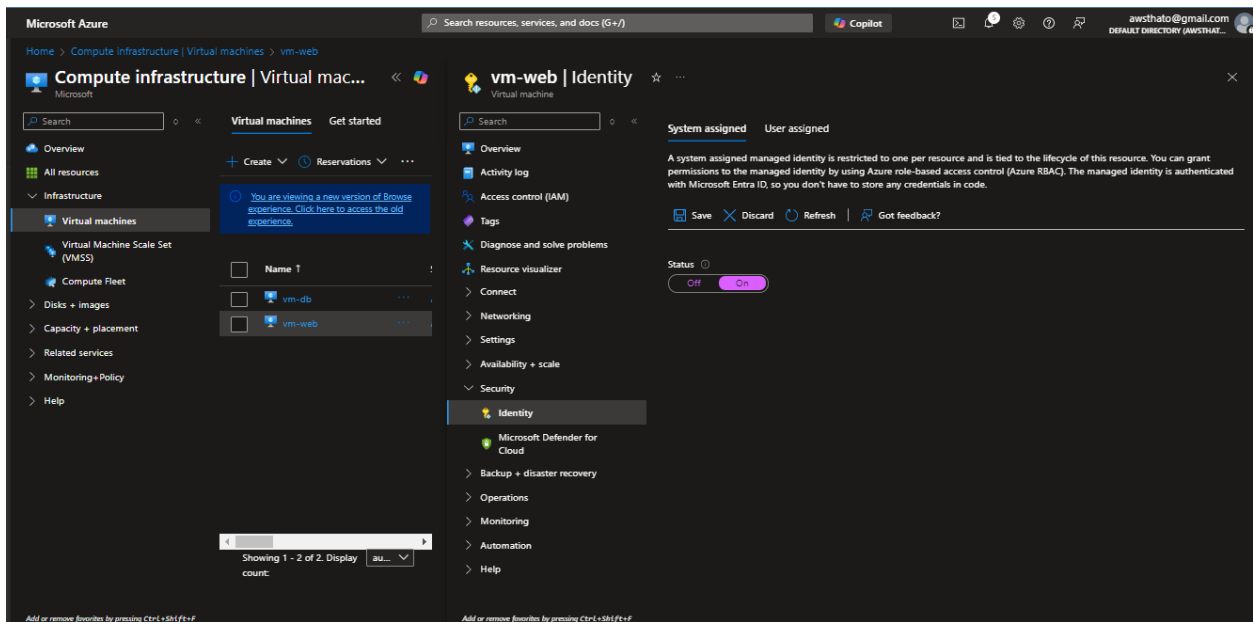 Microsoft Azure
Search resources, services, and docs (G+/)
Copilot
awsthato@gmail.com
DEFAULT DIRECTORY (AWSTHAT...
Home > Compute infrastructure | Virtual machines > vm-web
Compute infrastructure | Virtual mac...
Microsoft
Search
Overview
All resources
Infrastructure
Virtual machines
Virtual Machine Scale Set
(VMSS)
Compute Fleet
Disks + images
Capacity + placement
Related services
Monitoring+Policy
Help
Add or remove favorites by pressing Ctrl+Shift+F
Virtual machines Get started
Create Reservations ...
You are viewing a new version of Browse
experience. Click here to access the old
experience.
Name ↑
vm-db ...
vm-web ...
Showing 1 - 2 of 2. Display au...
count:
vm-web | Identity ...
Virtual machine
Search
Overview
Activity log
Access control (IAM)
Tags
Diagnose and solve problems
Resource visualizer
Connect
Networking
Settings
Availability + scale
Security
Identity
Microsoft Defender for
Cloud
Backup + disaster recovery
Operations
Monitoring
Automation
Help
Add or remove favorites by pressing Ctrl+Shift+F
System assigned User assigned
A system assigned managed identity is restricted to one per resource and is tied to the lifecycle of this resource. You can grant
permissions to the managed identity by using Azure role-based access control (Azure RBAC). The managed identity is authenticated
with Microsoft Entra ID, so you don't have to store any credentials in code.
Save Discard Refresh | Got feedback?
Status
Off On